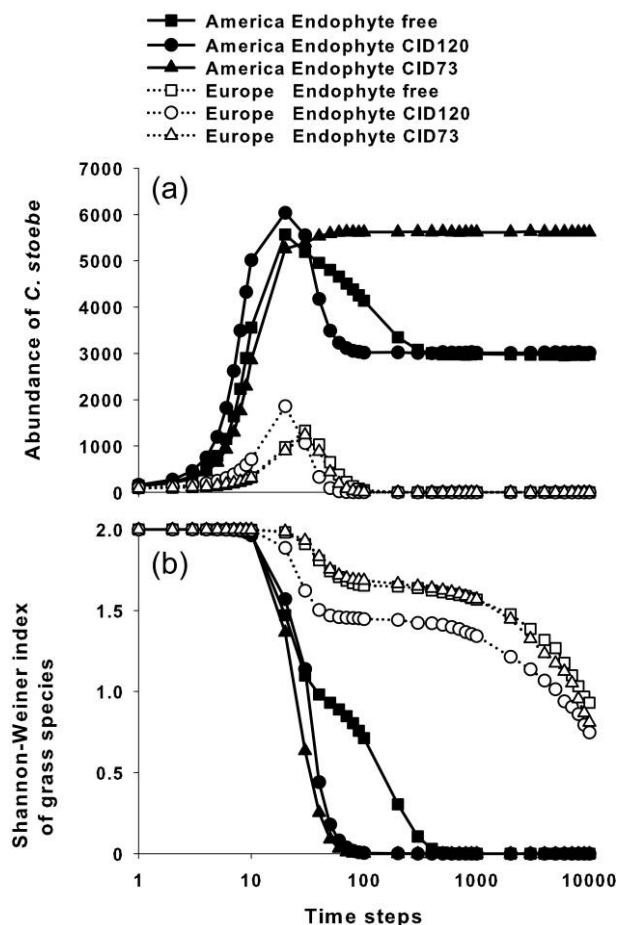 America Endophyte free
America Endophyte CID120
America Endophyte CID73
Europe Endophyte free
Europe Endophyte CID120
Europe Endophyte CID73
(a)
Abundance of C. stoebe
7000
6000
5000
4000
3000
2000
1000
0
(b)
Shannon-Weiner index
of grass species
2.0
1.5
1.0
0.5
0
1 10 100 1000 10000
Time steps